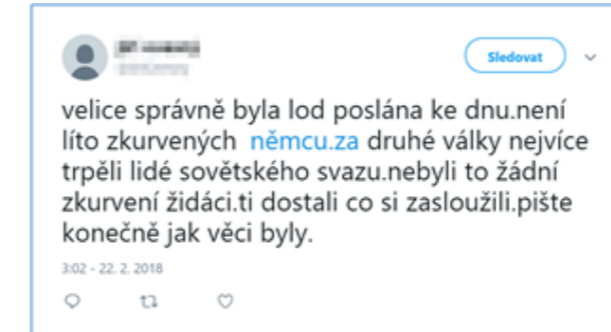 Sledovat
velice správně byla lod poslána ke dnu.není
líto zkurvených němcu.za druhé války nejvíce
trpěli lidé sovětského svazu.nebyli to žádní
zkurvení židáci.ti dostali co si zasloužili.pište
konečně jak věci byly.
3:02 - 22. 2. 2018